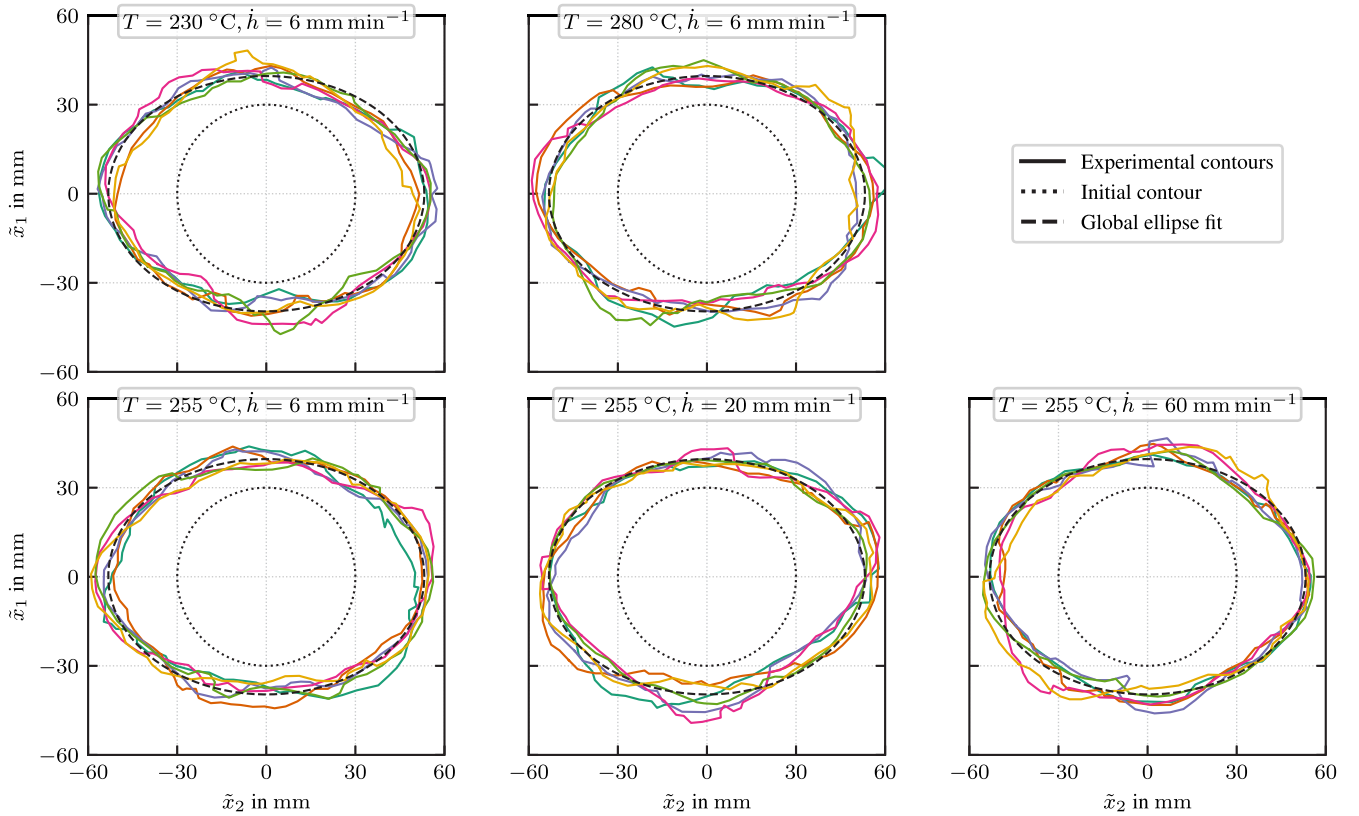 T = 230 °C, ḣ = 6 mm min⁻¹
T = 280 °C, ḣ = 6 mm min⁻¹
60
30
0
−30
−60
x̃₁ in mm
Experimental contours
Initial contour
Global ellipse fit
T = 255 °C, ḣ = 6 mm min⁻¹
T = 255 °C, ḣ = 20 mm min⁻¹
T = 255 °C, ḣ = 60 mm min⁻¹
60
30
0
−30
−60
x̃₁ in mm
−60 −30 0 30 60
−60 −30 0 30 60
−60 −30 0 30 60
x̃₂ in mm
x̃₂ in mm
x̃₂ in mm